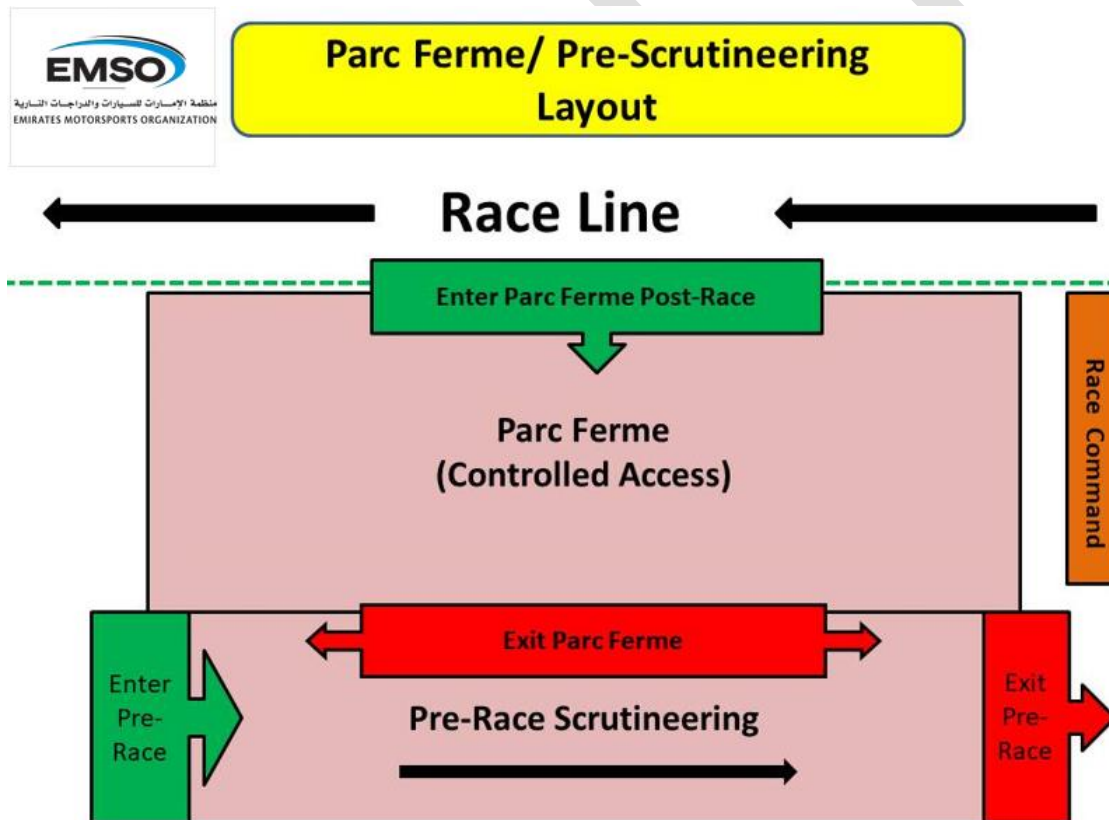 EMSO
منظمة الإمارات للسيارات والدراجات النارية
EMIRATES MOTORSPORTS ORGANIZATION
Parc Ferme/ Pre-Scrutineering
Layout
Race Line
Enter Parc Ferme Post-Race
Parc Ferme
(Controlled Access)
Race Command
Exit Parc Ferme
Enter
Pre-
Race
Pre-Race Scrutineering
Exit
Pre-
Race